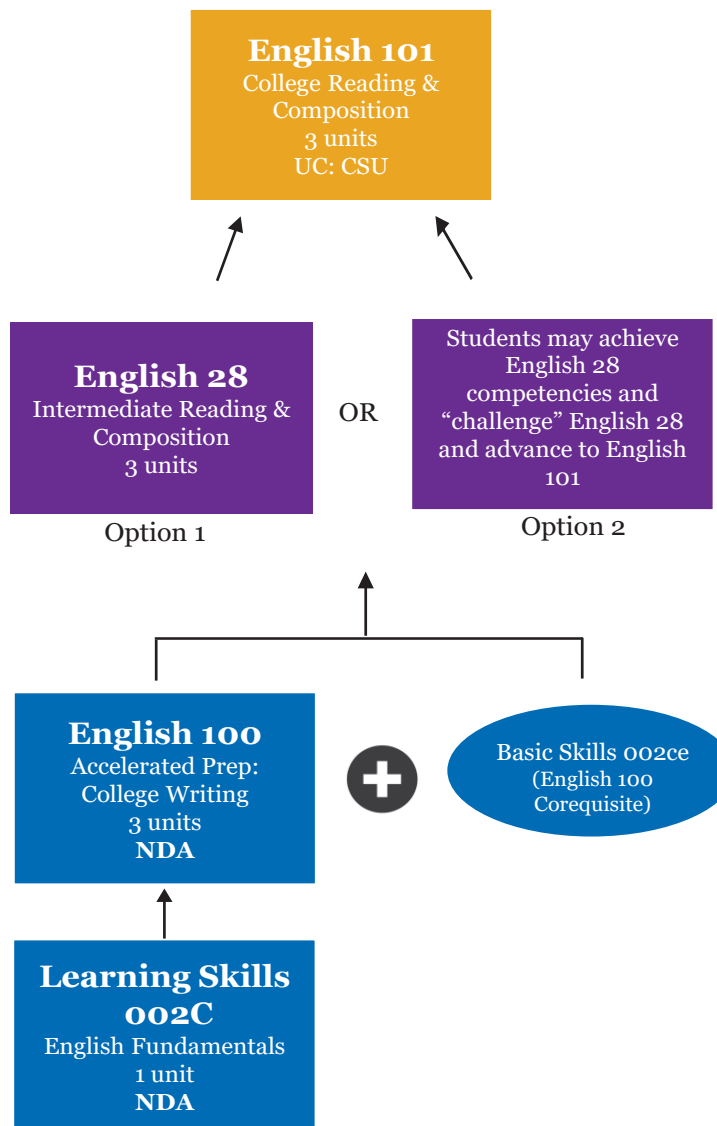 English 101
College Reading &
Composition
3 units
UC: CSU
English 28
Intermediate Reading &
Composition
3 units
Option 1
OR
Students may achieve
English 28
competencies and
“challenge” English 28
and advance to English
101
Option 2
English 100
Accelerated Prep:
College Writing
3 units
NDA
Basic Skills 002ce
(English 100
Corequisite)
Learning Skills
002C
English Fundamentals
1 unit
NDA